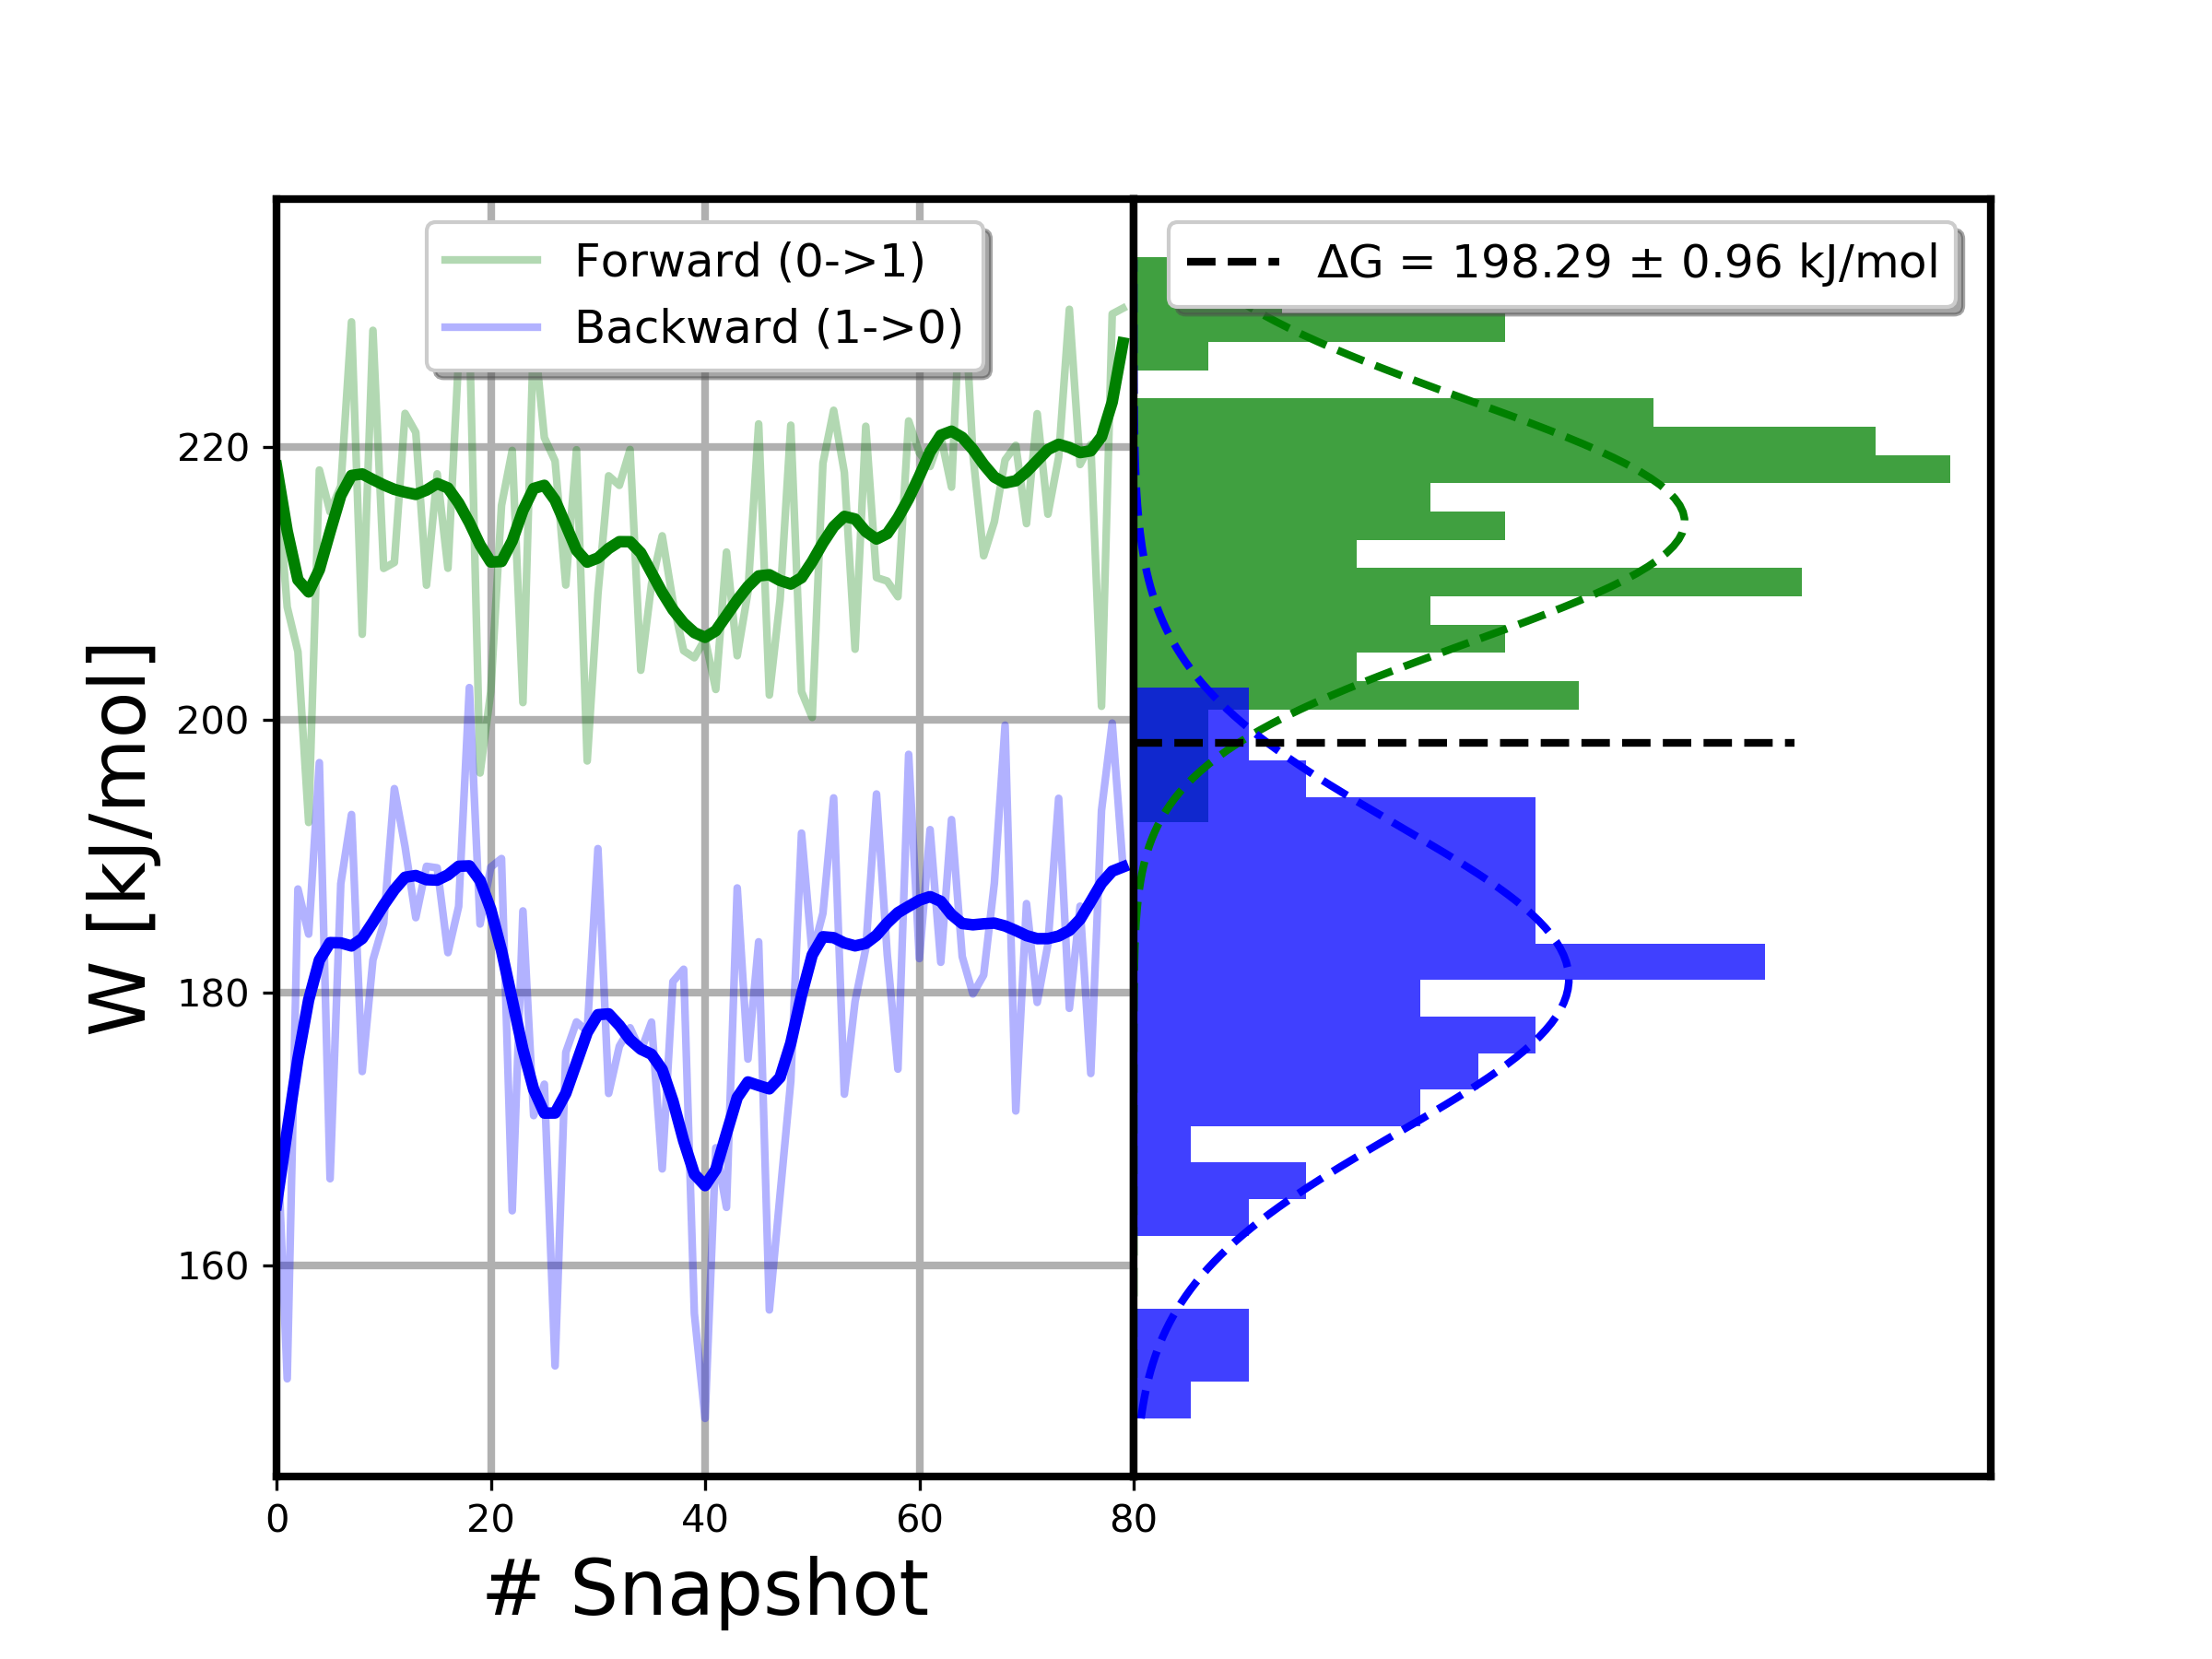 Forward (0->1)
Backward (1->0)
ΔG = 198.29 ± 0.96 kJ/mol
W [kJ/mol]
220
200
180
160
0 20 40 60 80
# Snapshot